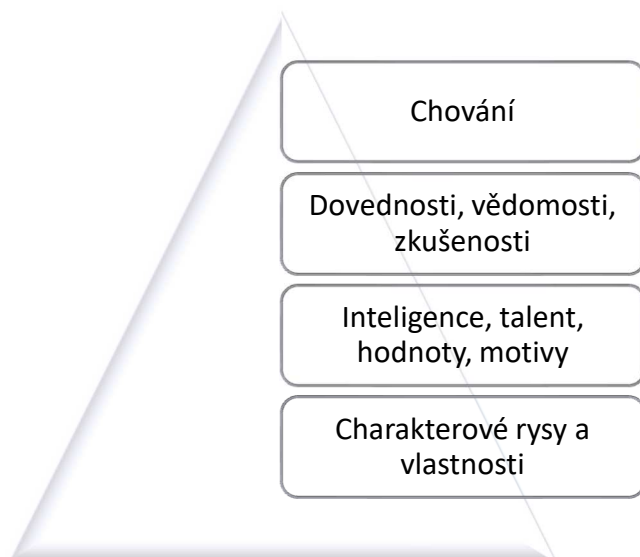 Chování
Dovednosti, vědomosti,
zkušenosti
Inteligence, talent,
hodnoty, motivy
Charakterové rysy a
vlastnosti